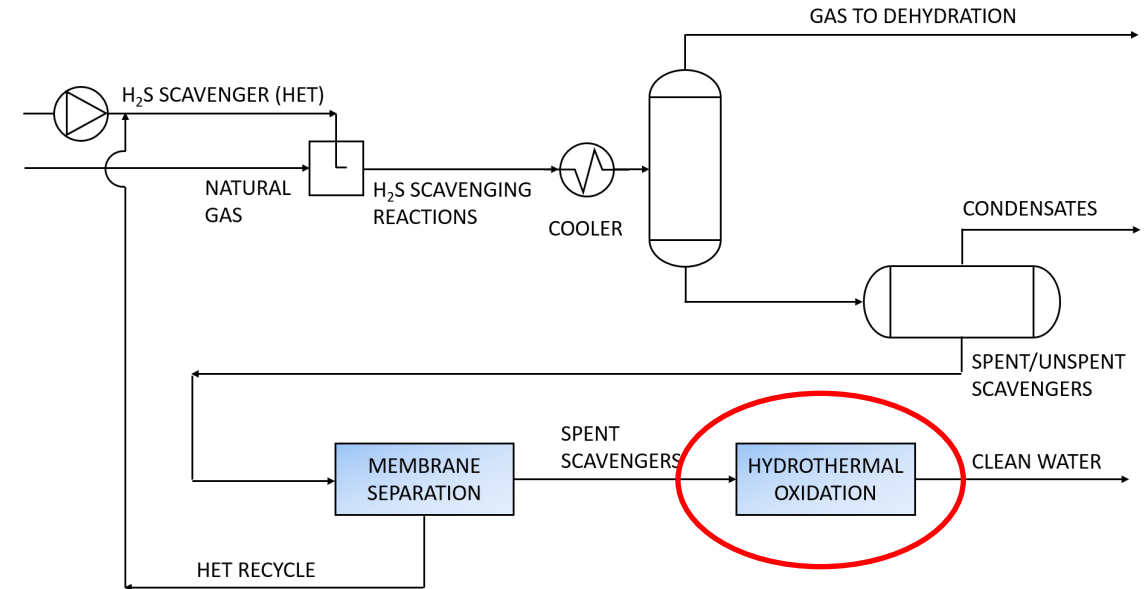 GAS TO DEHYDRATION
H₂S SCAVENGER (HET)
NATURAL
GAS
H₂S SCAVENGING
REACTIONS
COOLER
CONDENSATES
SPENT/UNSPENT
SCAVENGERS
SPENT
SCAVENGERS
MEMBRANE
SEPARATION
HYDROTHERMAL
OXIDATION
CLEAN WATER
HET RECYCLE